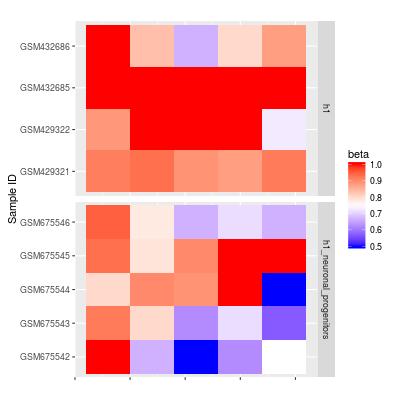 GSM432686
GSM432685
GSM429322
GSM429321
h1
GSM675546
GSM675545
GSM675544
GSM675543
GSM675542
h1_neuronal_progenitors
Sample ID
beta
1.0
0.9
0.8
0.7
0.6
0.5